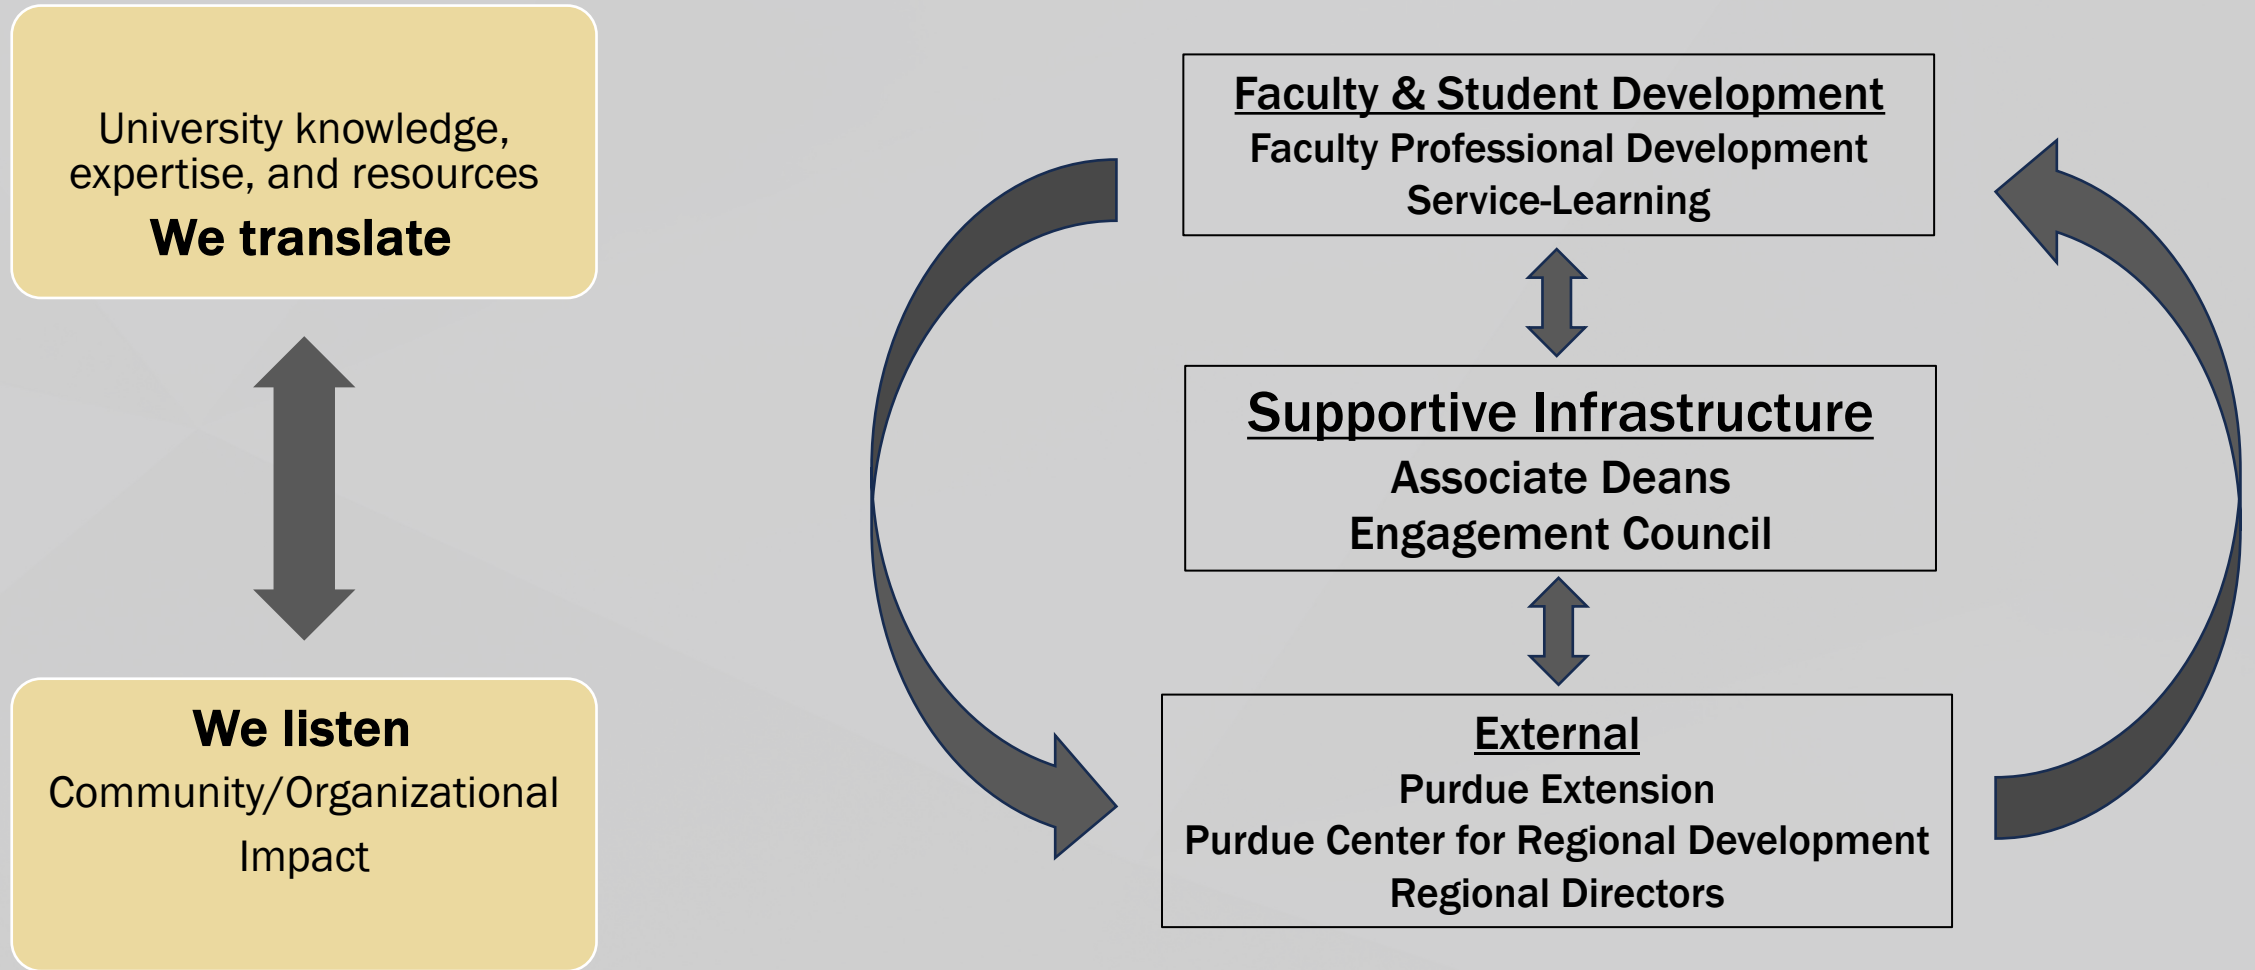 University knowledge,
expertise, and resources
We translate
We listen
Community/Organizational
Impact
Faculty & Student Development
Faculty Professional Development
Service-Learning
Supportive Infrastructure
Associate Deans
Engagement Council
External
Purdue Extension
Purdue Center for Regional Development
Regional Directors